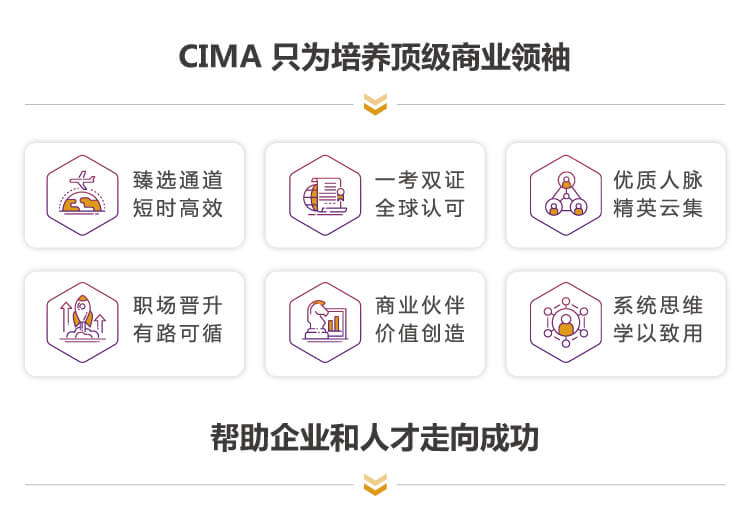 CIMA 只为培养顶级商业领袖
臻选通道
短时高效
一考双证
全球认可
优质人脉
精英云集
职场晋升
有路可循
商业伙伴
价值创造
系统思维
学以致用
帮助企业和人才走向成功